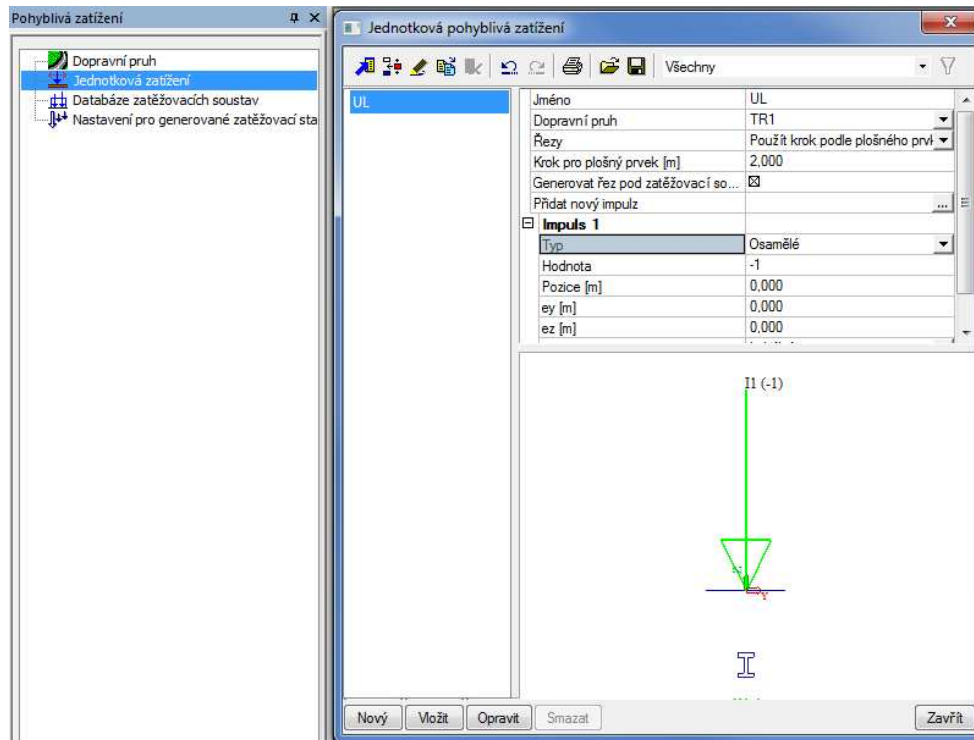 Pohyblivá zatížení
Dopravní pruh
Jednotková zatížení
Databáze zatěžovacích soustav
Nastavení pro generované zatěžovací sta
Jednotková pohyblivá zatížení
Všechny
UL
Jméno UL
Dopravní pruh TR1
Řezy Použít krok podle plošného prvk
Krok pro plošný prvek [m] 2,000
Generovat řez pod zatěžovací so...
Přidat nový impulz ...
Impuls 1
Typ Osamělé
Hodnota -1
Pozice [m] 0,000
ey [m] 0,000
ez [m] 0,000
I1 (-1)
Y
Nový Vložit Opravit Smazat Zavřít